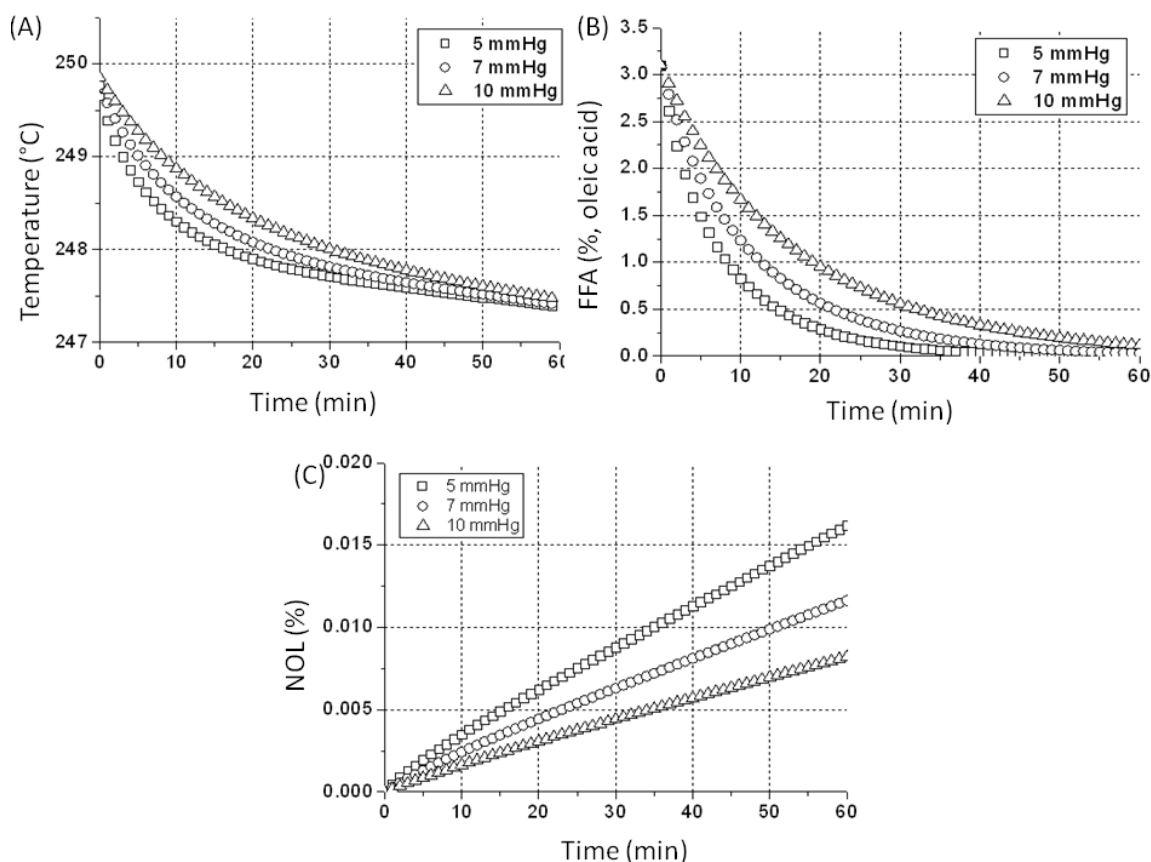 (A)
5 mmHg
7 mmHg
10 mmHg
250
249
248
247
Temperature (°C)
0 10 20 30 40 50 60
Time (min)
(B)
5 mmHg
7 mmHg
10 mmHg
3.5
3.0
2.5
2.0
1.5
1.0
0.5
0.0
FFA (%, oleic acid)
0 10 20 30 40 50 60
Time (min)
(C)
5 mmHg
7 mmHg
10 mmHg
0.020
0.015
0.010
0.005
0.000
NOL (%)
0 10 20 30 40 50 60
Time (min)